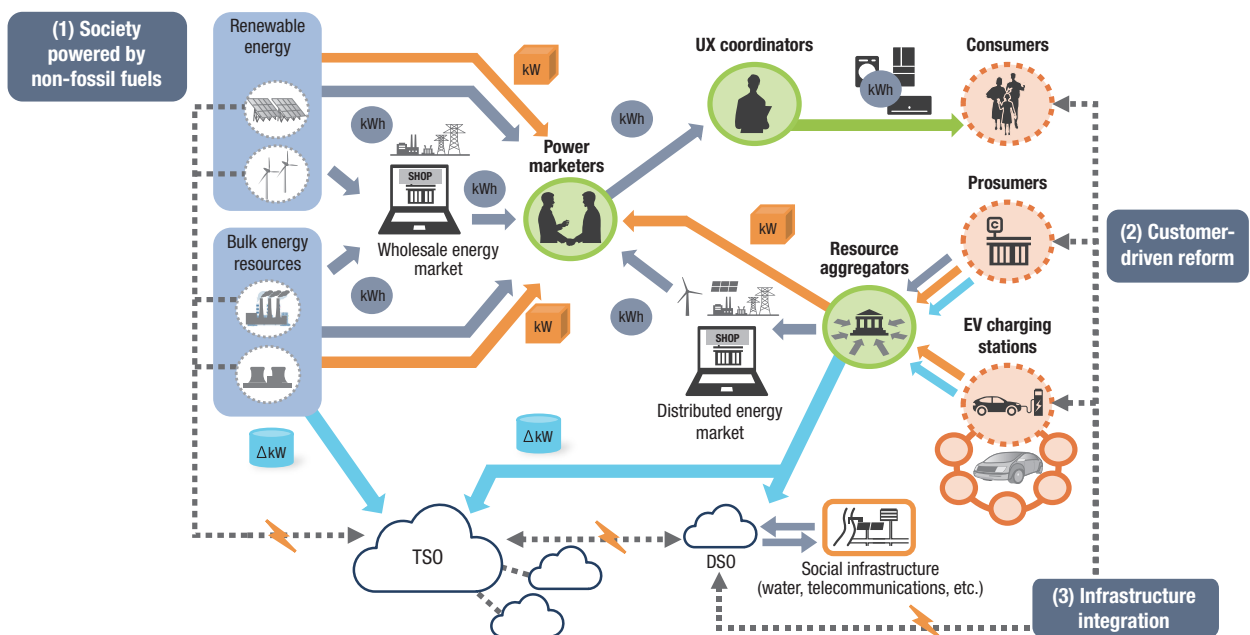 (1) Society
powered by
non-fossil fuels
Renewable
energy
kW
kWh
kWh
UX coordinators
kWh
Consumers
Power
marketers
SHOP
kWh
Wholesale energy
market
Bulk energy
resources
kWh
kW
kW
kWh
Prosumers
C
(2) Customer-
driven reform
Resource
aggregators
SHOP
Distributed energy
market
EV charging
stations
ΔkW
ΔkW
TSO
DSO
Social infrastructure
(water, telecommunications, etc.)
(3) Infrastructure
integration